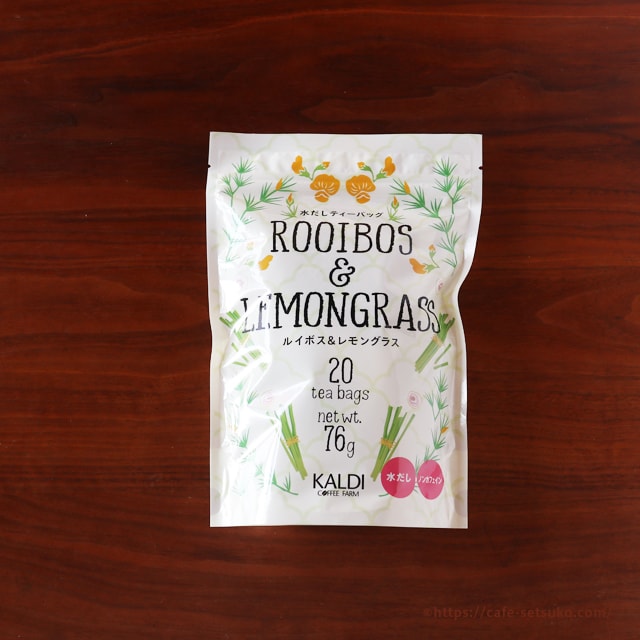 水だしティーバッグ
ROOIBOS
&
LEMONGRASS
ルイボス&レモングラス
20
tea bags
net wt.
76g
KALDI
COFFEE FARM
水だし
ノンカフェイン
©https://cafe-setsuko.com/